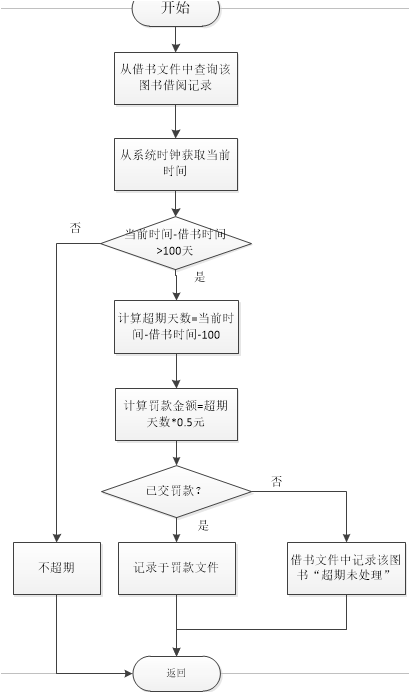 开始
从借书文件中查询该
图书借阅记录
从系统时钟获取当前
时间
否
当前时间-借书时间
>100天
是
计算超期天数=当前时
间-借书时间-100
计算罚款金额=超期
天数*0.5元
已交罚款？
否
是
不超期
记录于罚款文件
借书文件中记录该图
书“超期未处理”
返回